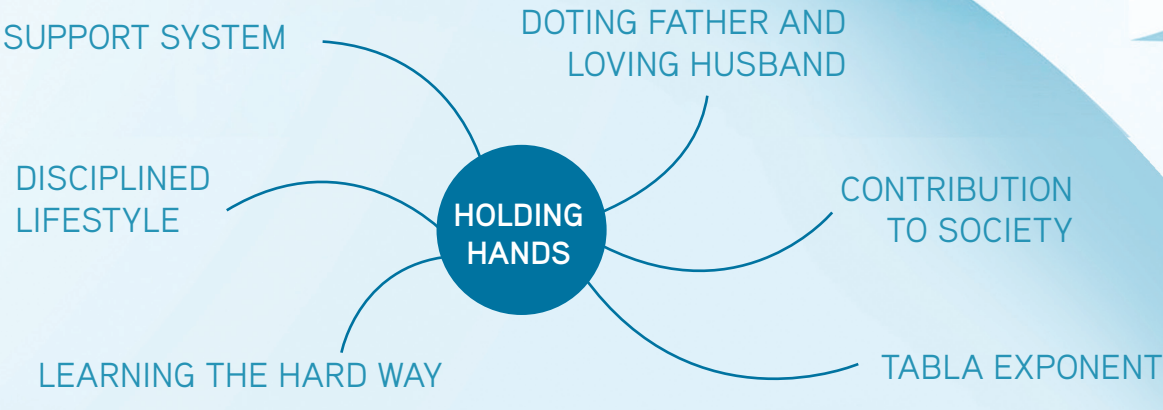 SUPPORT SYSTEM
DOTING FATHER AND
LOVING HUSBAND
DISCIPLINED
LIFESTYLE
HOLDING
HANDS
CONTRIBUTION
TO SOCIETY
LEARNING THE HARD WAY
TABLA EXPONENT